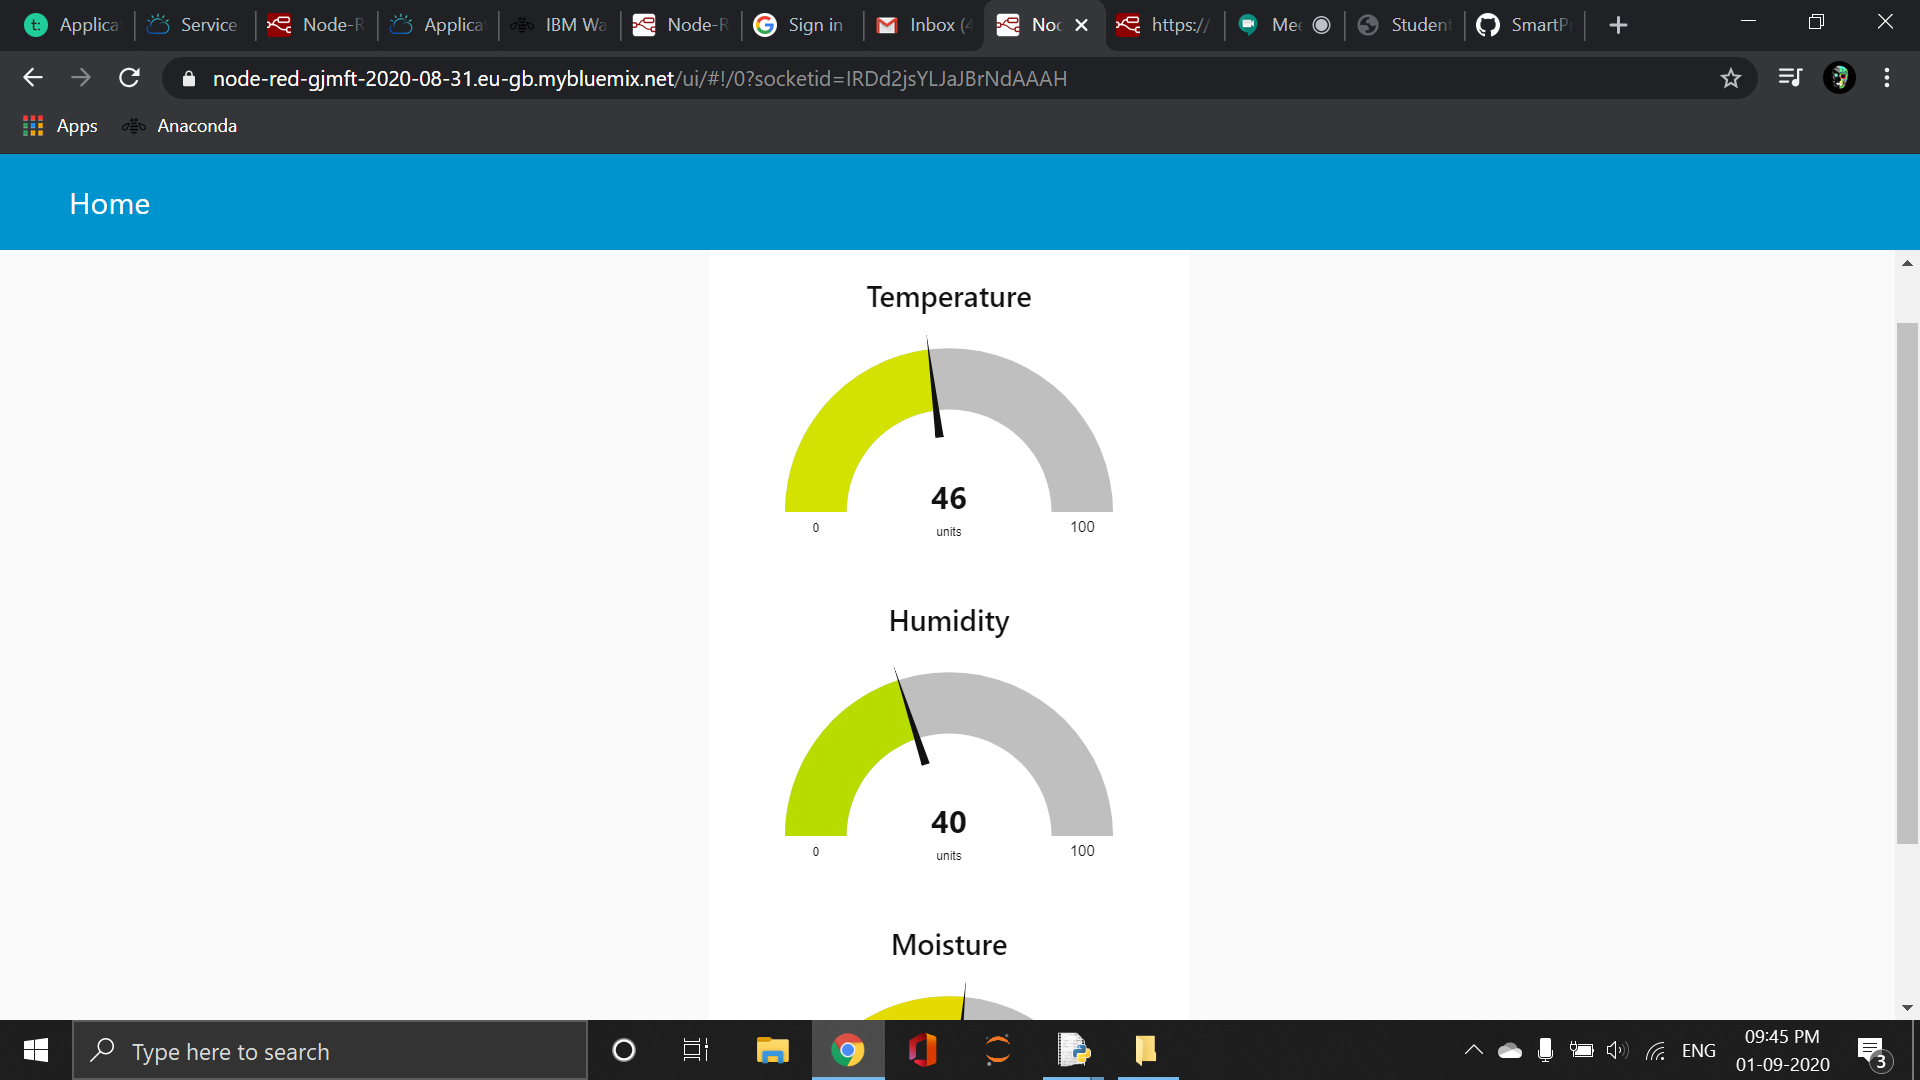 Applica
Service
Node-R
Applica
IBM Wa
Node-R
Sign in
Inbox (4
Noc
https://
Mee
Student
SmartPr
node-red-gjmft-2020-08-31.eu-gb.mybluemix.net/ui/#!/0?socketid=IRDd2jsYLJaJBrNdAAAH
Apps
Anaconda
Home
Temperature
46
units
0
100
Humidity
40
units
0
100
Moisture
Type here to search
ENG
09:45 PM
01-09-2020
3